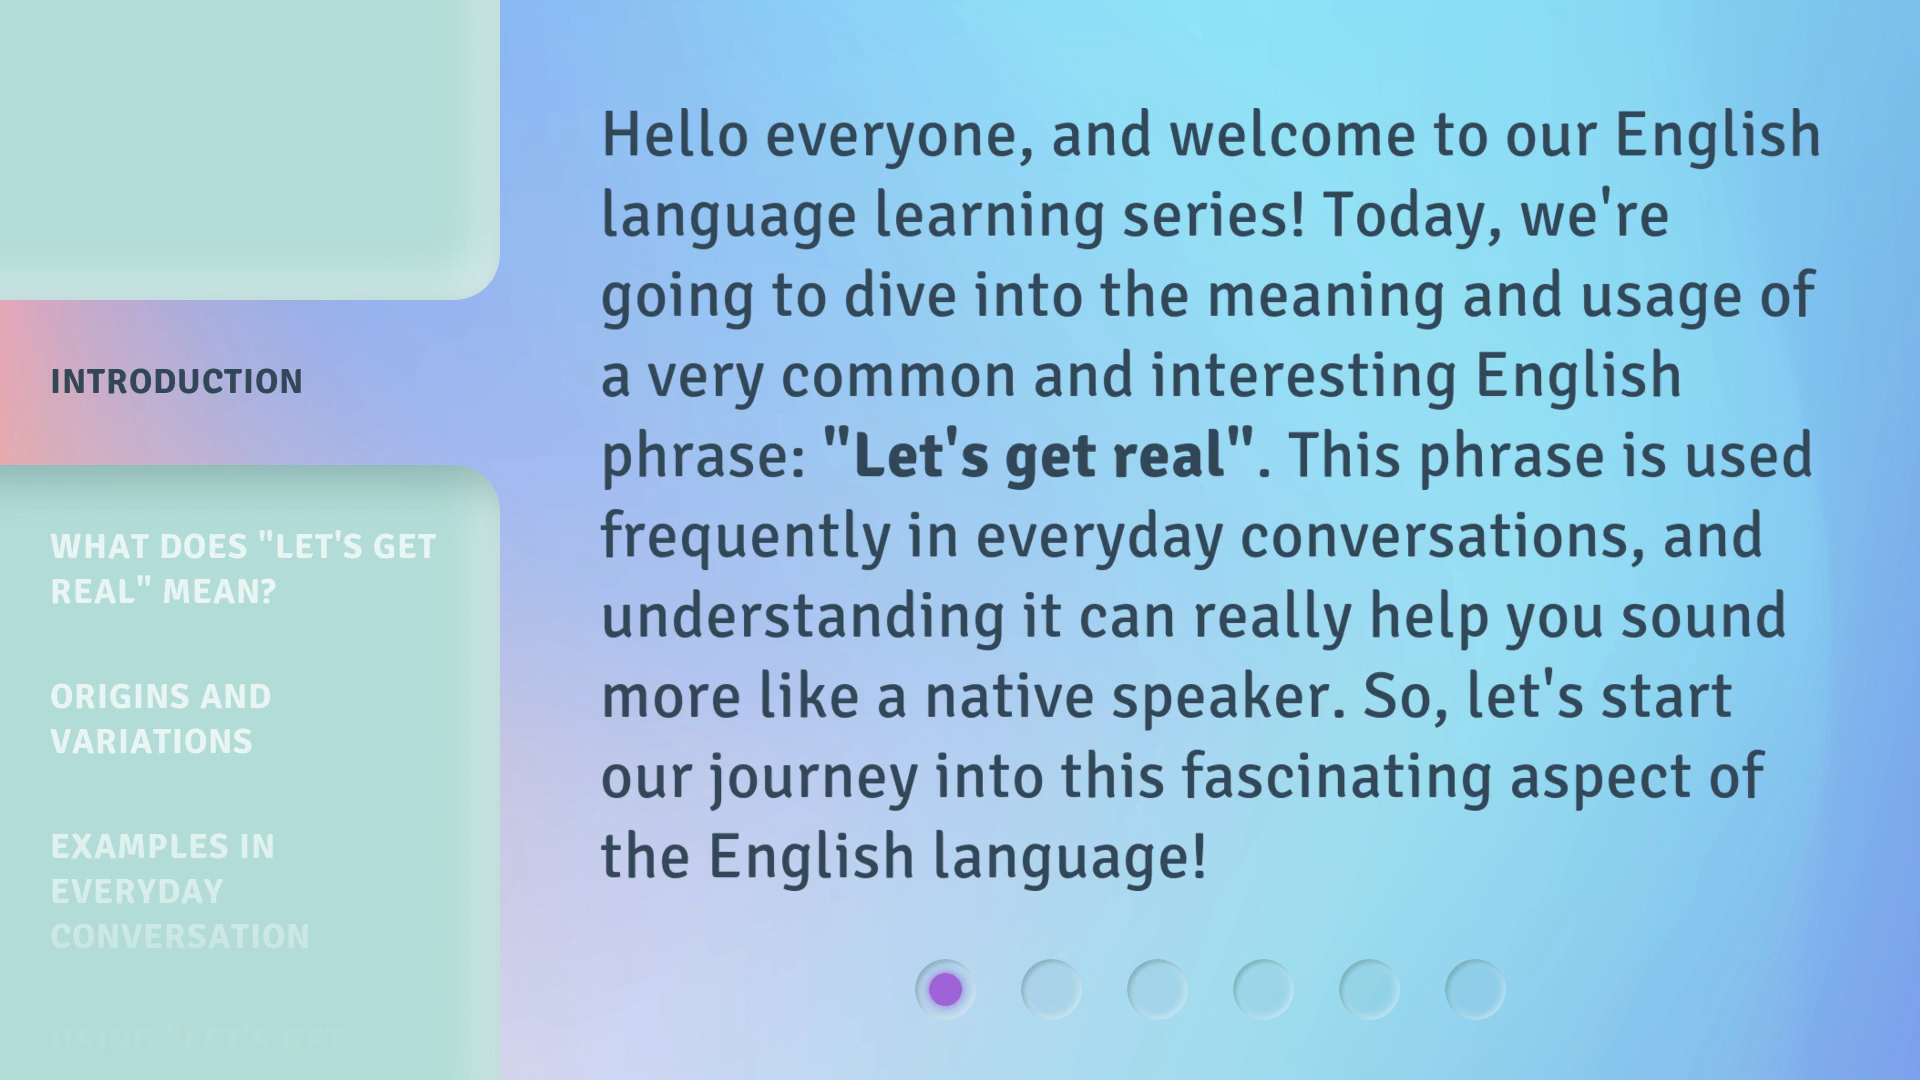 INTRODUCTION
WHAT DOES "LET'S GET
REAL" MEAN?
ORIGINS AND
VARIATIONS
EXAMPLES IN
EVERYDAY
CONVERSATION
USING "LET'S GET
Hello everyone, and welcome to our English
language learning series! Today, we're
going to dive into the meaning and usage of
a very common and interesting English
phrase: "Let's get real". This phrase is used
frequently in everyday conversations, and
understanding it can really help you sound
more like a native speaker. So, let's start
our journey into this fascinating aspect of
the English language!